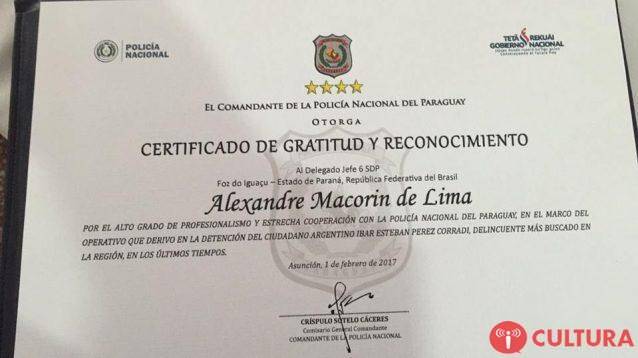 POLICÍA
NACIONAL
TETÃ REKUÁI
GOBIERNO NACIONAL
EL COMANDANTE DE LA POLICÍA NACIONAL DEL PARAGUAY
OTORGA
CERTIFICADO DE GRATITUD Y RECONOCIMIENTO
Al Delegado Jefe 6 SDP
Foz do Iguaçu – Estado de Paraná, República Federativa del Brasil
Alexandre Macorin de Lima
POR EL ALTO GRADO DE PROFESIONALISMO Y ESTRECHA COOPERACIÓN CON LA POLICÍA NACIONAL DEL PARAGUAY, EN EL MARCO DEL
OPERATIVO QUE DERIVO EN LA DETENCIÓN DEL CIUDADANO ARGENTINO IBAR ESTEBAN PEREZ CORRADI, DELINCUENTE MÁS BUSCADO EN
LA REGIÓN, EN LOS ÚLTIMOS TIEMPOS.
Asunción, 1 de febrero de 2017
CRÍSPULO SOTELO CÁCERES
Comisario General Comandante
COMANDANTE DE LA POLICÍA NACIONAL
CULTURA